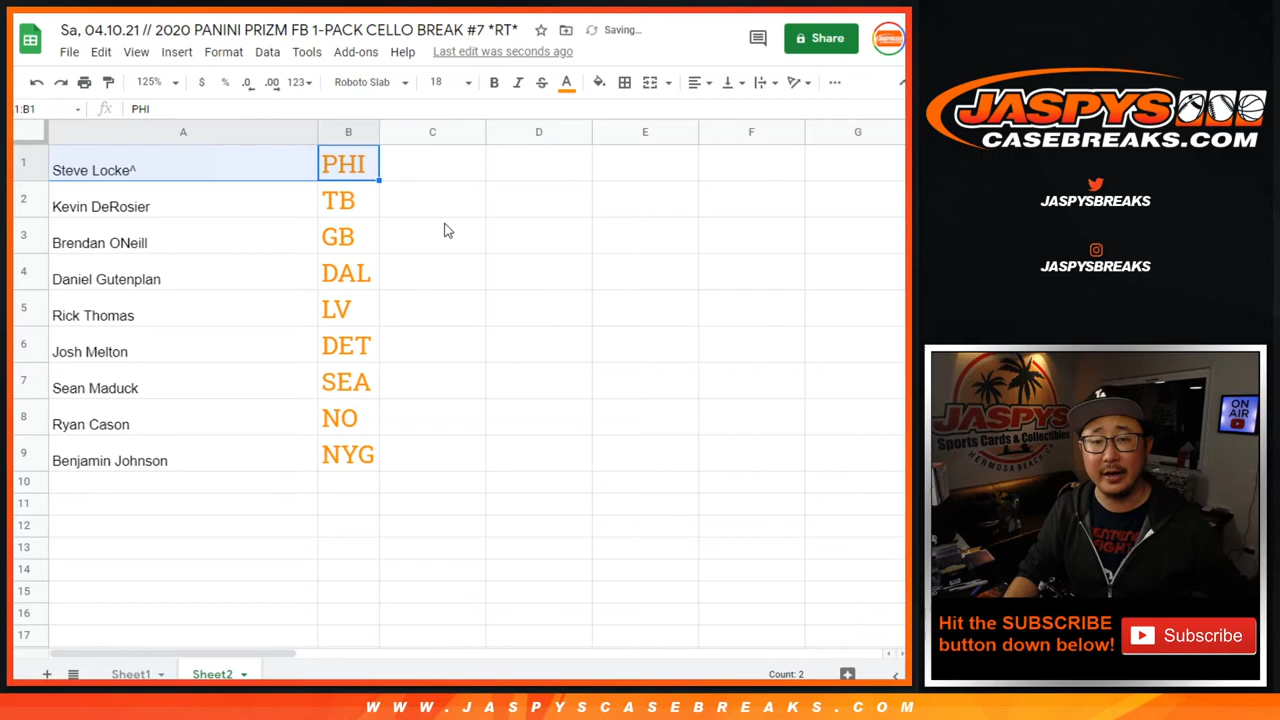 Sa, 04.10.21 // 2020 PANINI PRIZM FB 1-PACK CELLO BREAK #7 *RT*
Saving...
Share
File Edit View Insert Format Data Tools Add-ons Help Last edit was seconds ago
125% $ % .0 .00 123 Roboto Slab 18 B I S A
1:B1 fx PHI
A B C D E F G
1 Steve Locke^ PHI
2 Kevin DeRosier TB
3 Brendan ONeill GB
4 Daniel Gutenplan DAL
5 Rick Thomas LV
6 Josh Melton DET
7 Sean Maduck SEA
8 Ryan Cason NO
9 Benjamin Johnson NYG
10
11
12
13
14
15
16
17
Sheet1 Sheet2 Count: 2
JASPYS
CASEBREAKS.COM
JASPYSBREAKS
JASPYSBREAKS
JASPYS
Sports Cards & Collectibles
HERMOSA BEACH, CA
ON
AIR
Hit the SUBSCRIBE
button down below!
Subscribe
WWW.JASPYSCASEBREAKS.COM